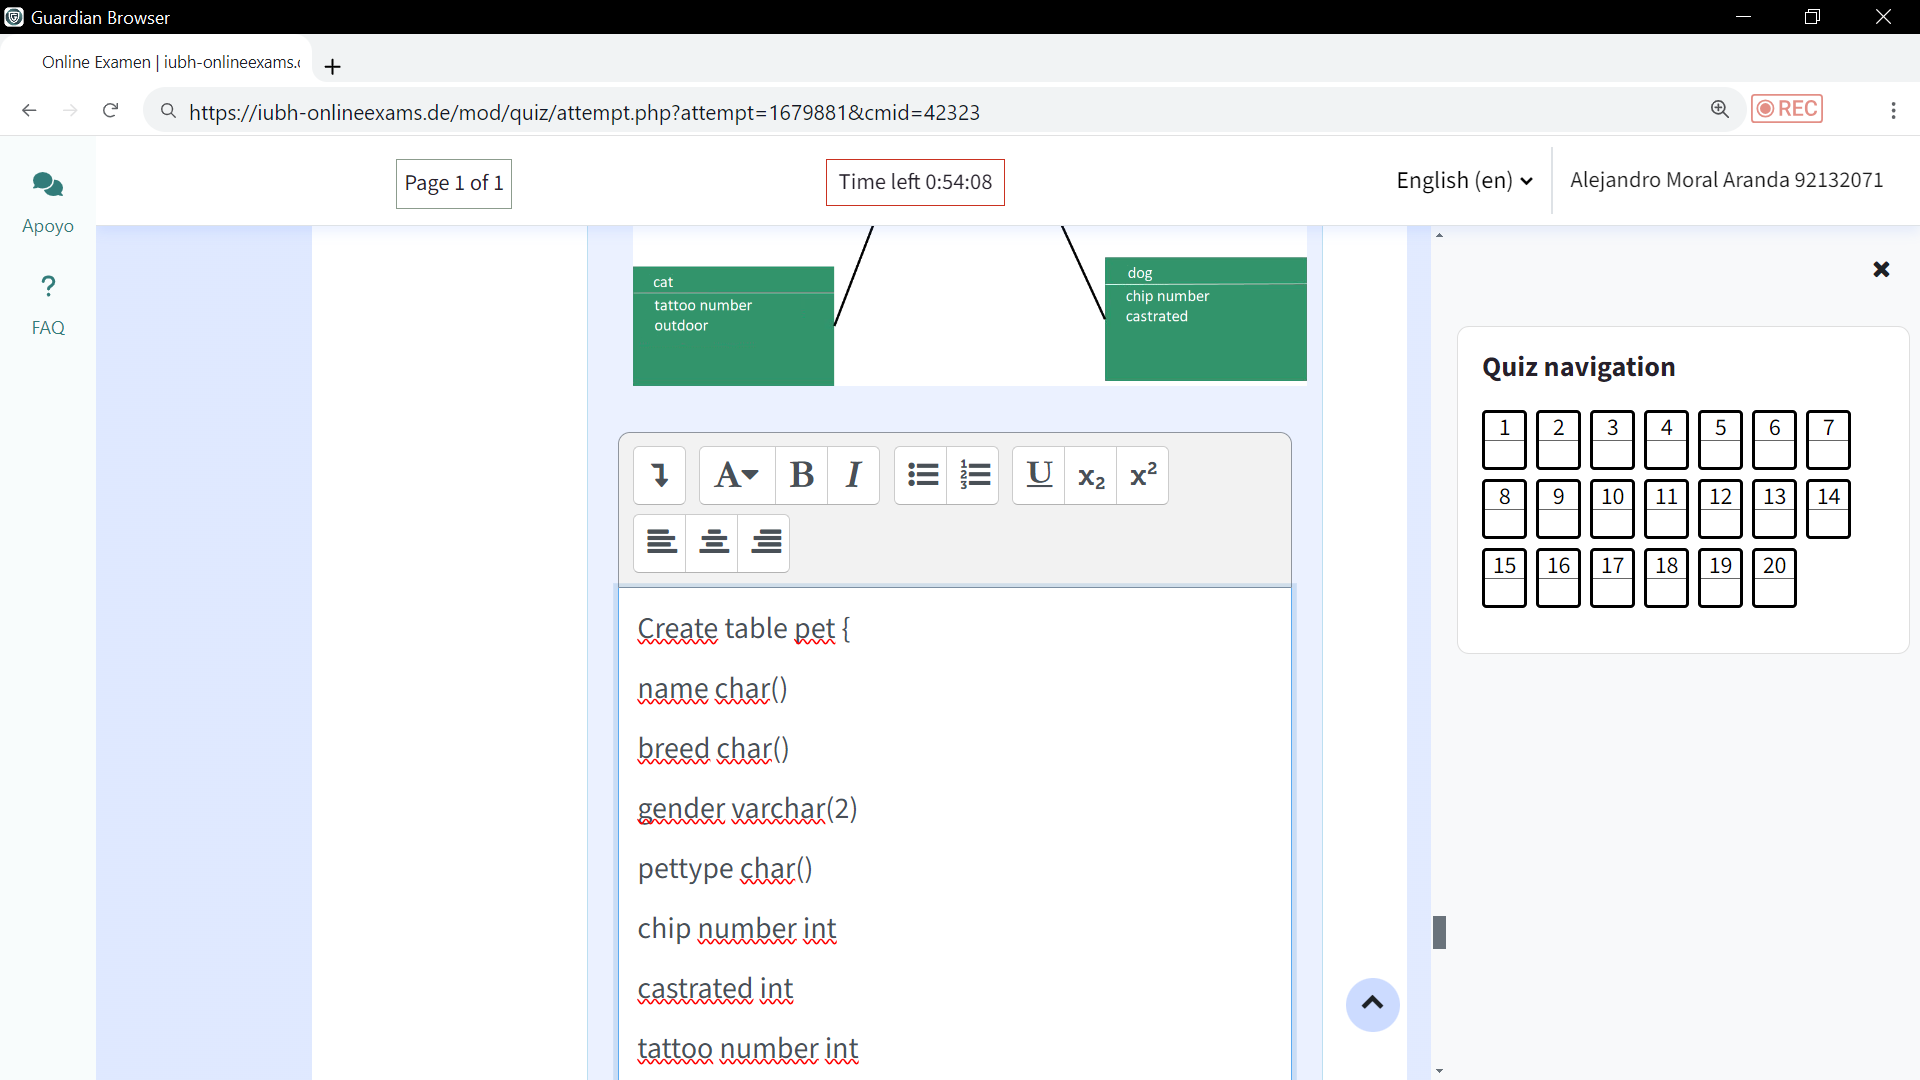 Guardian Browser
Online Examen | iubh-onlineexams.
https://iubh-onlineexams.de/mod/quiz/attempt.php?attempt=1679881&cmid=42323
REC
Page 1 of 1
Time left 0:54:08
English (en)
Alejandro Moral Aranda 92132071
Apoyo
?
FAQ
cat
tattoo number
outdoor
dog
chip number
castrated
A B I
1
2
3
U x2 x2
Create table pet {
name char()
breed char()
gender varchar(2)
pettype char()
chip number int
castrated int
tattoo number int
Quiz navigation
1 2 3 4 5 6 7
8 9 10 11 12 13 14
15 16 17 18 19 20